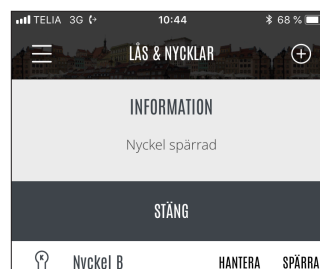 TELIA 3G 10:44 68 %
LÅS & NYCKLAR
INFORMATION
Nyckel spärrad
STÄNG
Nyckel B HANTERA SPÄRRA